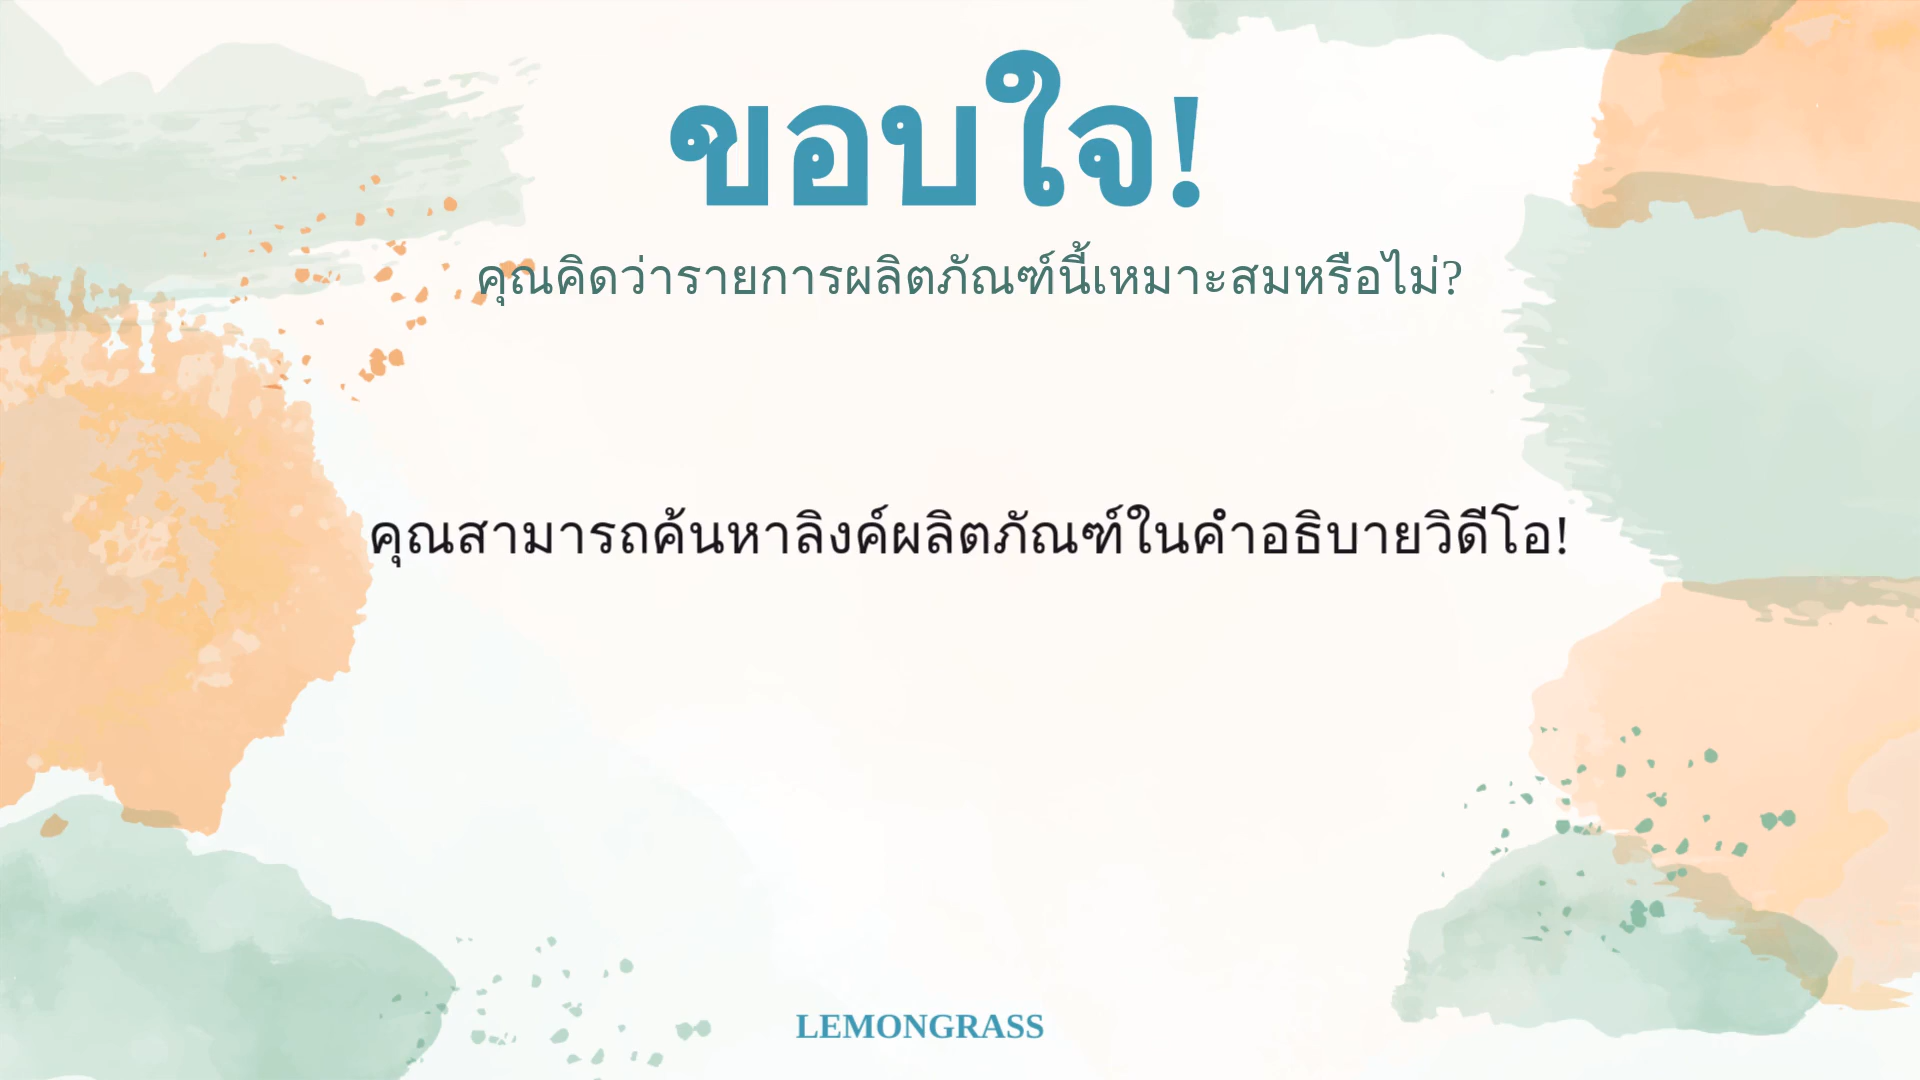 ขอบใจ!
คุณคิดว่ารายการผลิตภัณฑ์นี้เหมาะสมหรือไม่?
คุณสามารถค้นหาลิงค์ผลิตภัณฑ์ในคำอธิบายวิดีโอ!
LEMONGRASS